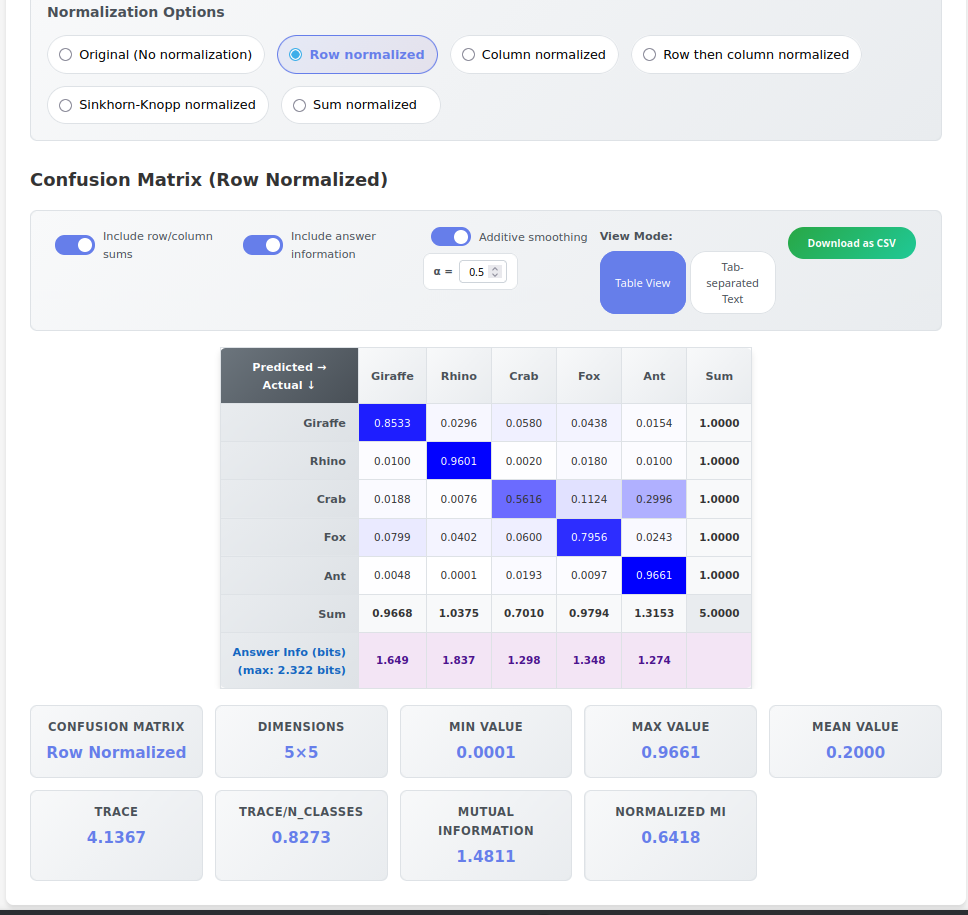 Normalization Options
Original (No normalization) Row normalized Column normalized Row then column normalized
Sinkhorn-Knopp normalized Sum normalized
Confusion Matrix (Row Normalized)
Include row/column sums
Include answer information
Additive smoothing
α = 0.5
View Mode:
Table View
Tab-separated Text
Download as CSV
Predicted → Actual ↓ Giraffe Rhino Crab Fox Ant Sum
Giraffe 0.8533 0.0296 0.0580 0.0438 0.0154 1.0000
Rhino 0.0100 0.9601 0.0020 0.0180 0.0100 1.0000
Crab 0.0188 0.0076 0.5616 0.1124 0.2996 1.0000
Fox 0.0799 0.0402 0.0600 0.7956 0.0243 1.0000
Ant 0.0048 0.0001 0.0193 0.0097 0.9661 1.0000
Sum 0.9668 1.0375 0.7010 0.9794 1.3153 5.0000
Answer Info (bits) (max: 2.322 bits) 1.649 1.837 1.298 1.348 1.274
CONFUSION MATRIX
Row Normalized
DIMENSIONS
5×5
MIN VALUE
0.0001
MAX VALUE
0.9661
MEAN VALUE
0.2000
TRACE
4.1367
TRACE/N_CLASSES
0.8273
MUTUAL INFORMATION
1.4811
NORMALIZED MI
0.6418